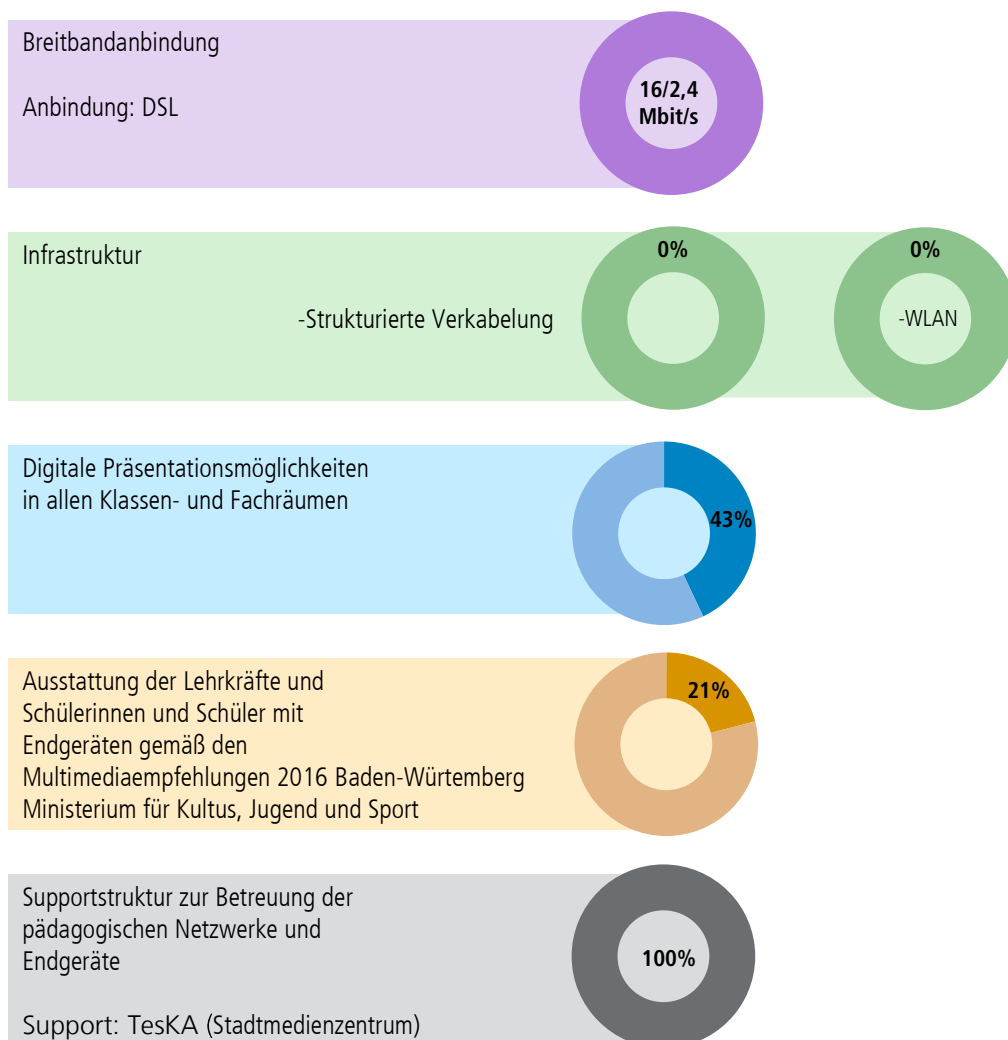 Breitbandanbindung
Anbindung: DSL
16/2,4
Mbit/s
Infrastruktur
-Strukturierte Verkabelung
0%
0%
-WLAN
Digitale Präsentationsmöglichkeiten
in allen Klassen- und Fachräumen
43%
Ausstattung der Lehrkräfte und
Schülerinnen und Schüler mit
Endgeräten gemäß den
Multimediaempfehlungen 2016 Baden-Würtemberg
Ministerium für Kultus, Jugend und Sport
21%
Supportstruktur zur Betreuung der
pädagogischen Netzwerke und
Endgeräte
100%
Support: TesKA (Stadtmedienzentrum)